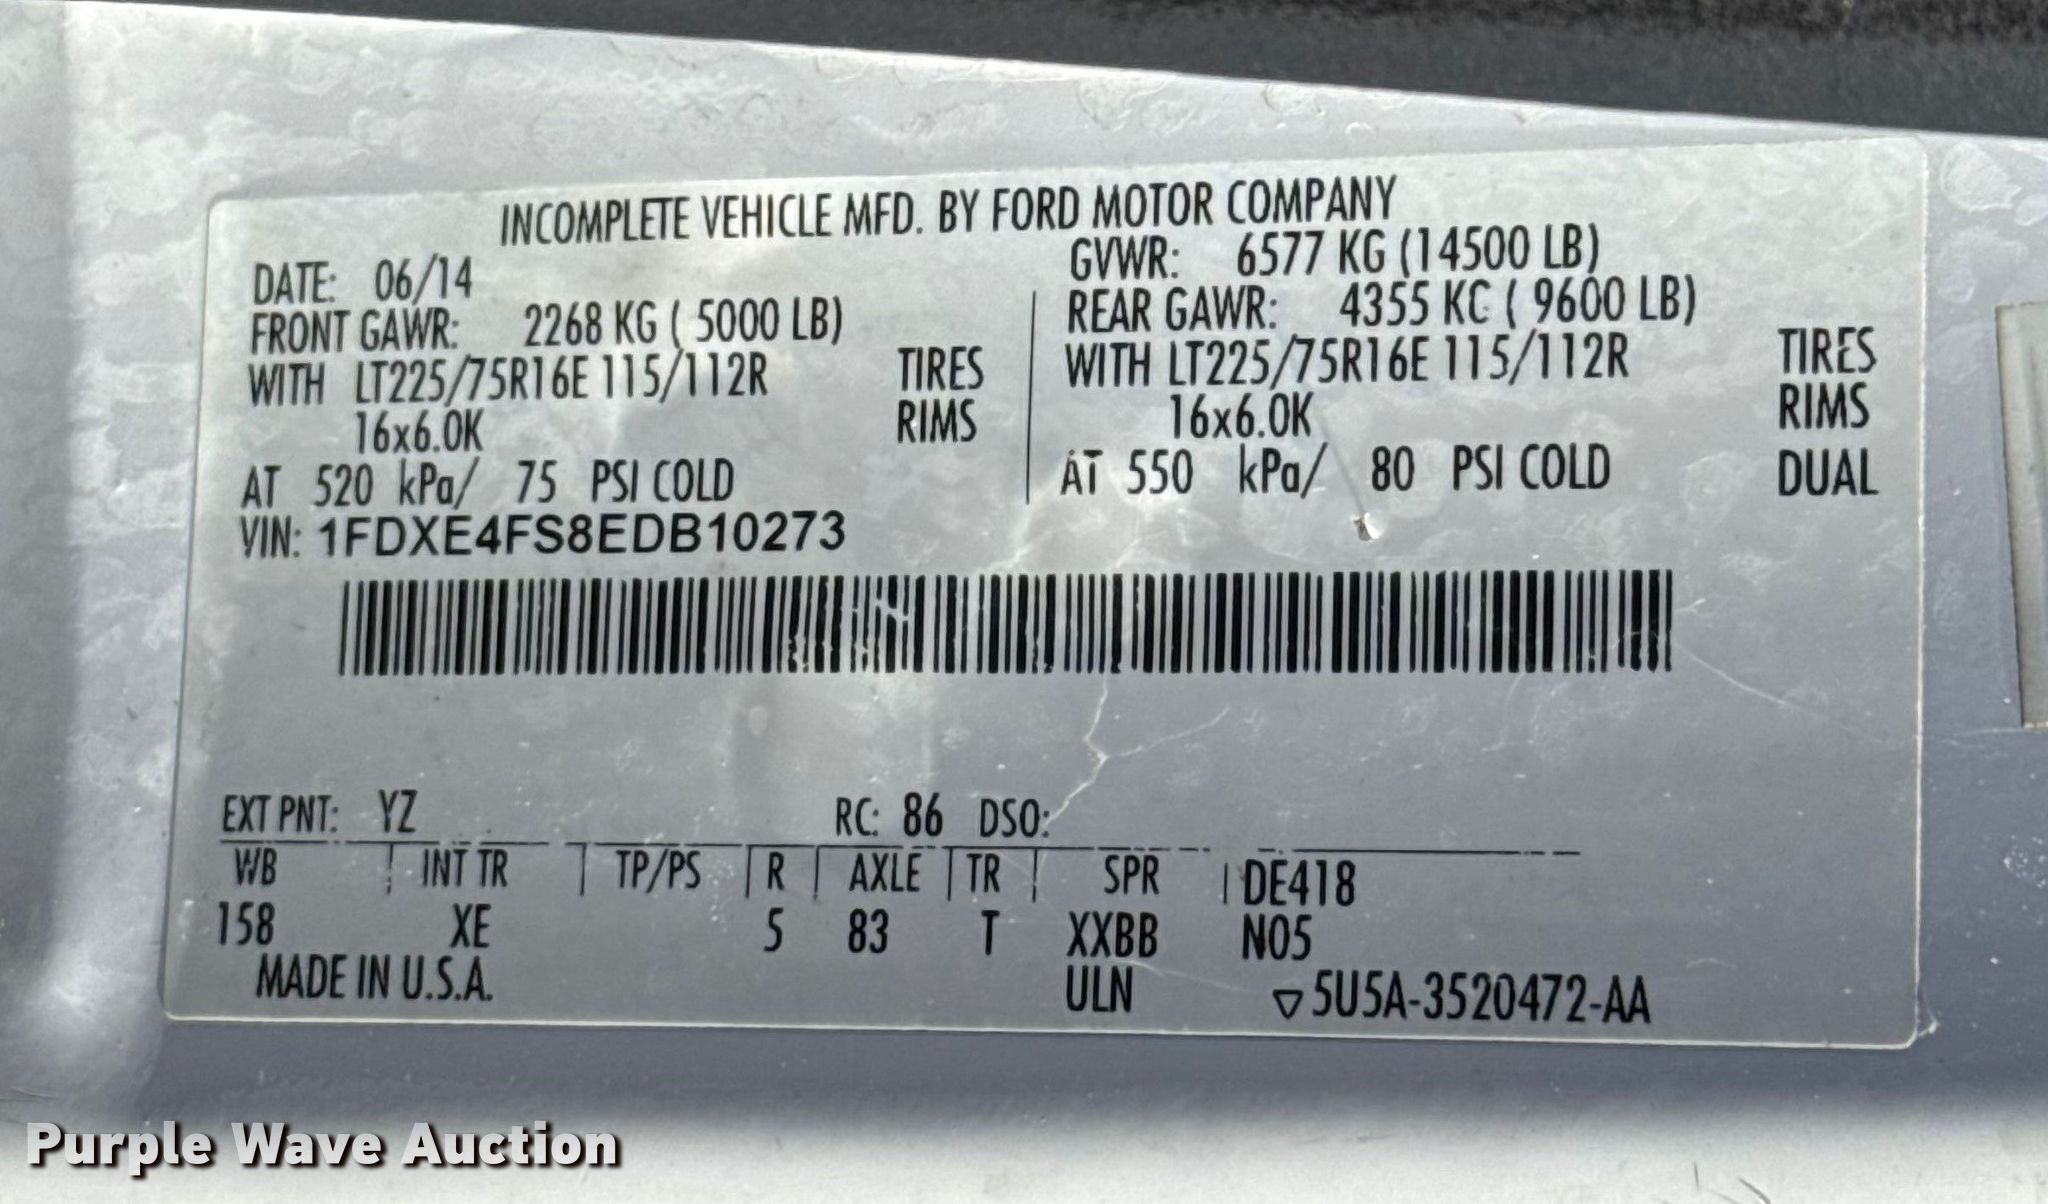 INCOMPLETE VEHICLE MFD. BY FORD MOTOR COMPANY
DATE: 06/14 GVWR: 6577 KG (14500 LB)
FRONT GAWR: 2268 KG ( 5000 LB) REAR GAWR: 4355 KG ( 9600 LB)
WITH LT225/75R16E 115/112R TIRES WITH LT225/75R16E 115/112R TIRES
16x6.0K RIMS 16x6.0K RIMS
AT 520 kPa/ 75 PSI COLD AT 550 kPa/ 80 PSI COLD DUAL
VIN: 1FDXE4FS8EDB10273
EXT PNT: YZ RC: 86 DSO:
WB INT TR TP/PS R AXLE TR SPR DE418
158 XE 5 83 T XXBB N05
MADE IN U.S.A. ULN ▽5U5A-3520472-AA
Purple Wave Auction